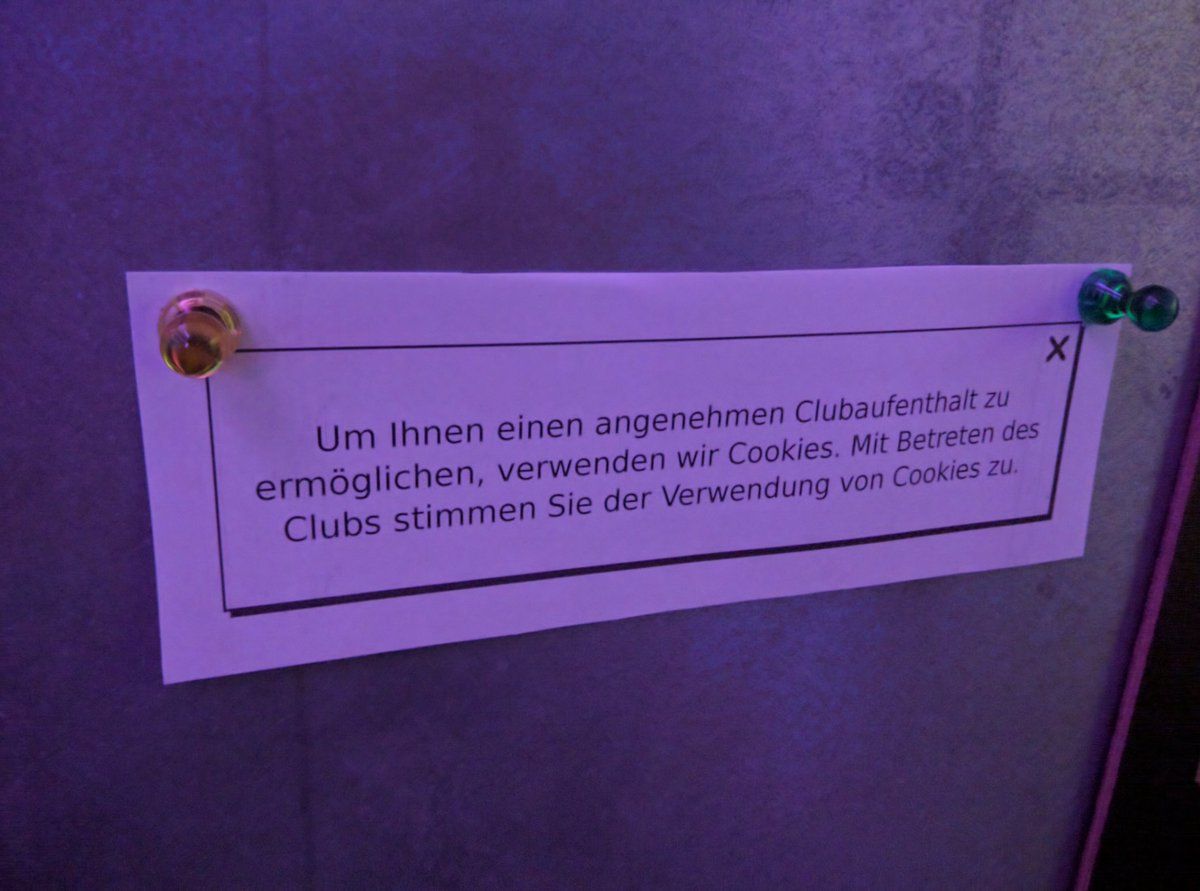 X
Um Ihnen einen angenehmen Clubaufenthalt zu
ermöglichen, verwenden wir Cookies. Mit Betreten des
Clubs stimmen Sie der Verwendung von Cookies zu.